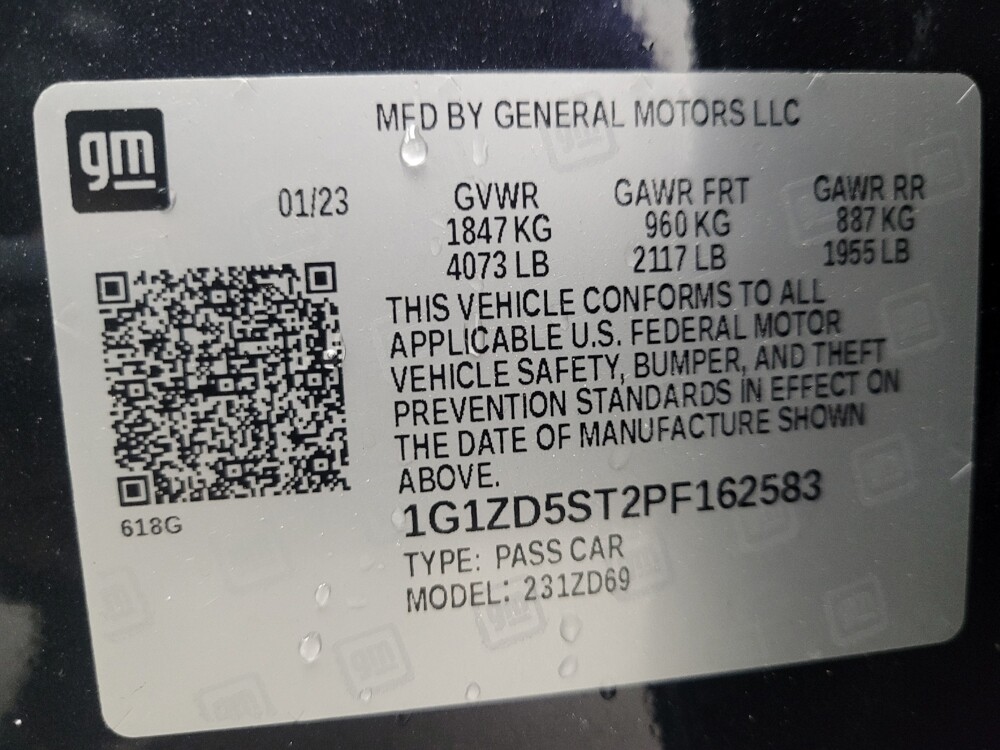 gm
MFD BY GENERAL MOTORS LLC
01/23
GVWR GAWR FRT GAWR RR
1847 KG 960 KG 887 KG
4073 LB 2117 LB 1955 LB
THIS VEHICLE CONFORMS TO ALL
APPLICABLE U.S. FEDERAL MOTOR
VEHICLE SAFETY, BUMPER, AND THEFT
PREVENTION STANDARDS IN EFFECT ON
THE DATE OF MANUFACTURE SHOWN
ABOVE.
618G
1G1ZD5ST2PF162583
TYPE: PASS CAR
MODEL: 231ZD69